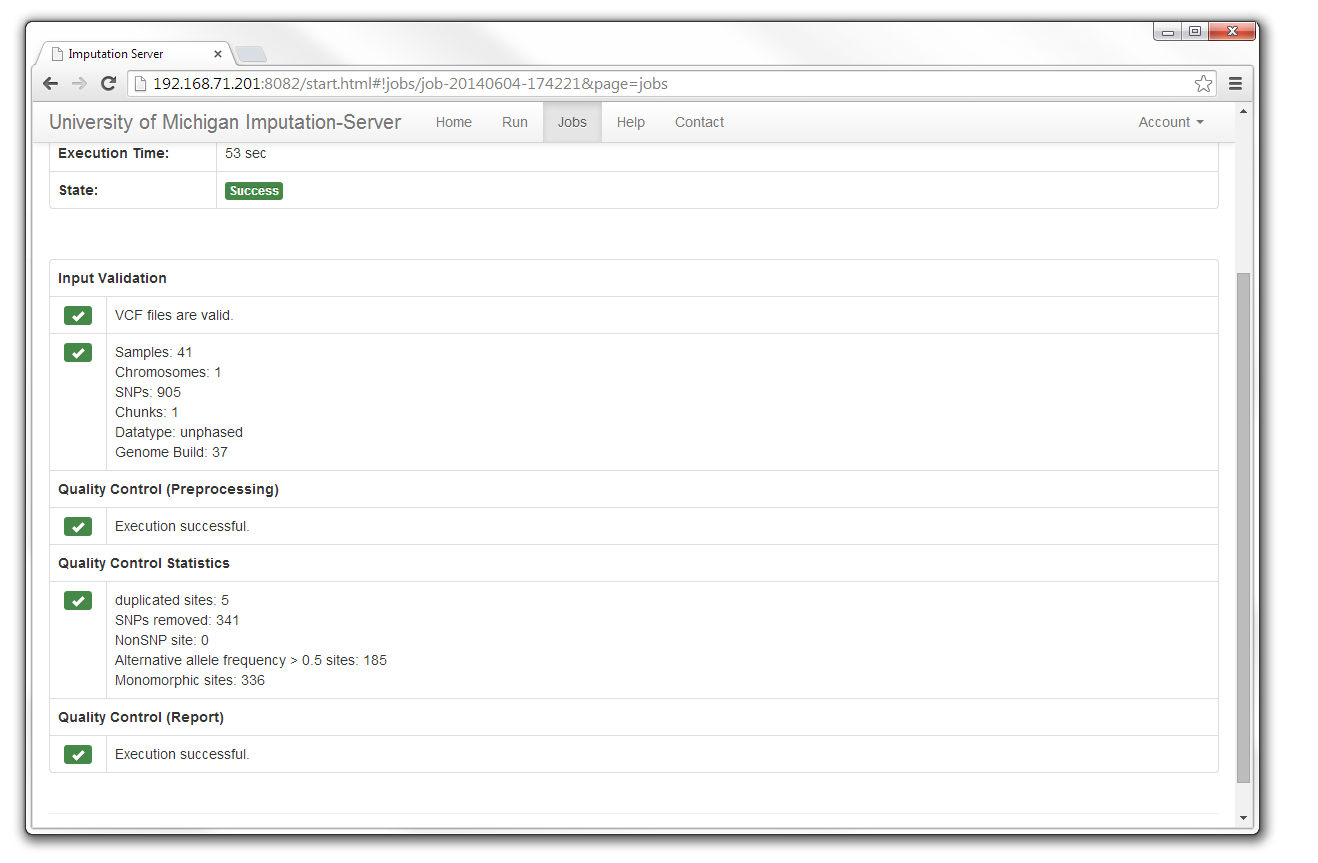 Imputation Server
192.168.71.201:8082/start.html#!jobs/job-20140604-174221&page=jobs
University of Michigan Imputation-Server Home Run Jobs Help Contact Account
Execution Time: 53 sec
State: Success
Input Validation
VCF files are valid.
Samples: 41
Chromosomes: 1
SNPs: 905
Chunks: 1
Datatype: unphased
Genome Build: 37
Quality Control (Preprocessing)
Execution successful.
Quality Control Statistics
duplicated sites: 5
SNPs removed: 341
NonSNP site: 0
Alternative allele frequency > 0.5 sites: 185
Monomorphic sites: 336
Quality Control (Report)
Execution successful.